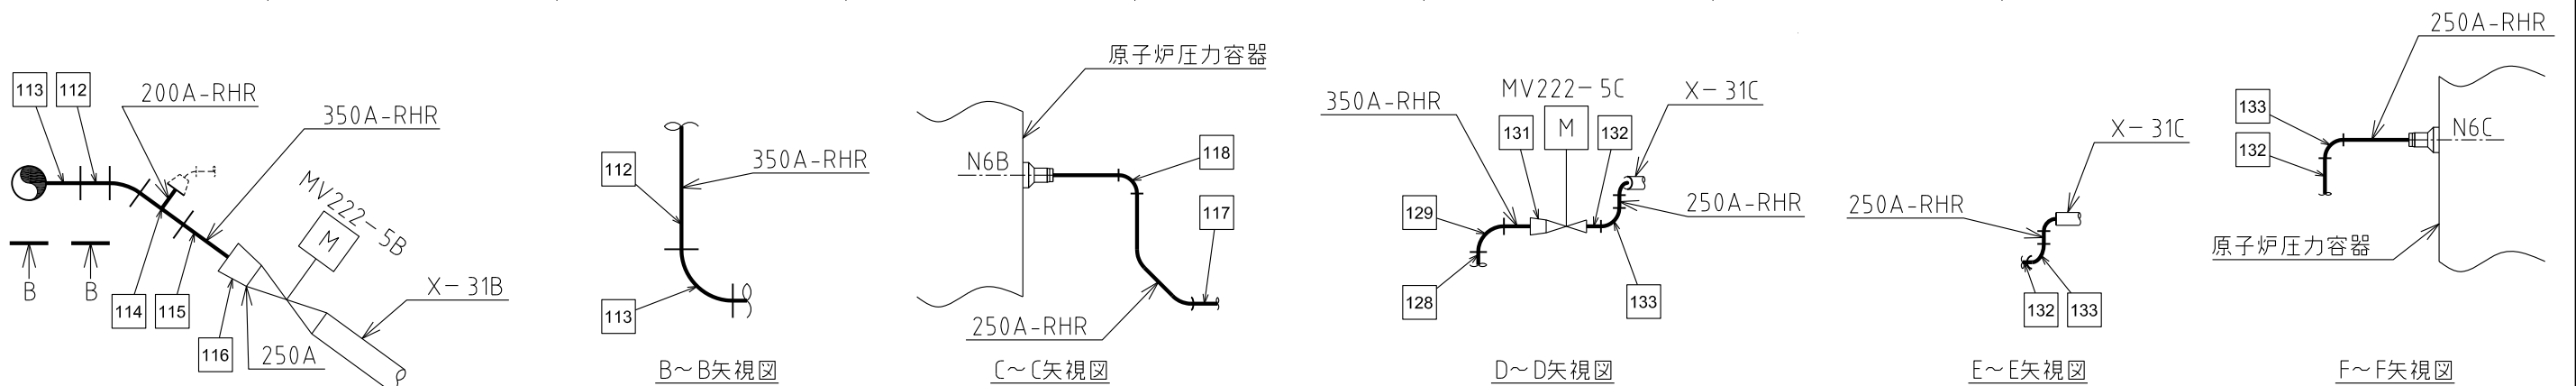 113
112
200A-RHR
350A-RHR
MV222-5B
M
B
B
114
115
116
250A
X-31B
112
350A-RHR
113
B~B矢視図
原子炉圧力容器
N6B
118
117
250A-RHR
C~C矢視図
350A-RHR
MV222-5C
X-31C
131
M
132
129
250A-RHR
128
133
D~D矢視図
X-31C
250A-RHR
132
133
E~E矢視図
250A-RHR
133
N6C
132
原子炉圧力容器
F~F矢視図